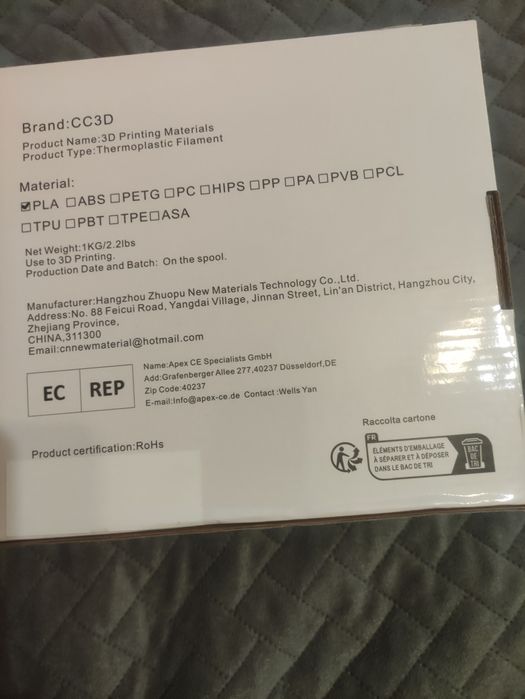 Brand:CC3D
Product Name:3D Printing Materials
Product Type:Thermoplastic Filament
Material:
☑PLA ☐ABS ☐PETG ☐PC ☐HIPS ☐PP ☐PA ☐PVB ☐PCL
☐TPU ☐PBT ☐TPE☐ASA
Net Weight:1KG/2.2lbs
Use to 3D Printing.
Production Date and Batch: On the spool.
Manufacturer:Hangzhou Zhuopu New Materials Technology Co.,Ltd.
Address:No. 88 Feicui Road, Yangdai Village, Jinnan Street, Lin'an District, Hangzhou City,
Zhejiang Province,
CHINA,311300
Email:cnnewmaterial@hotmail.com
EC REP
Name:Apex CE Specialists GmbH
Add:Grafenberger Allee 277,40237 Düsseldorf,DE
Zip Code:40237
E-mail:Info@apex-ce.de Contact:Wells Yan
Product certification:RoHs
Raccolta cartone
FR
ÉLÉMENTS D'EMBALLAGE
À SÉPARER ET À DÉPOSER
DANS LE BAC DE TRI
BAC
DE
TRI